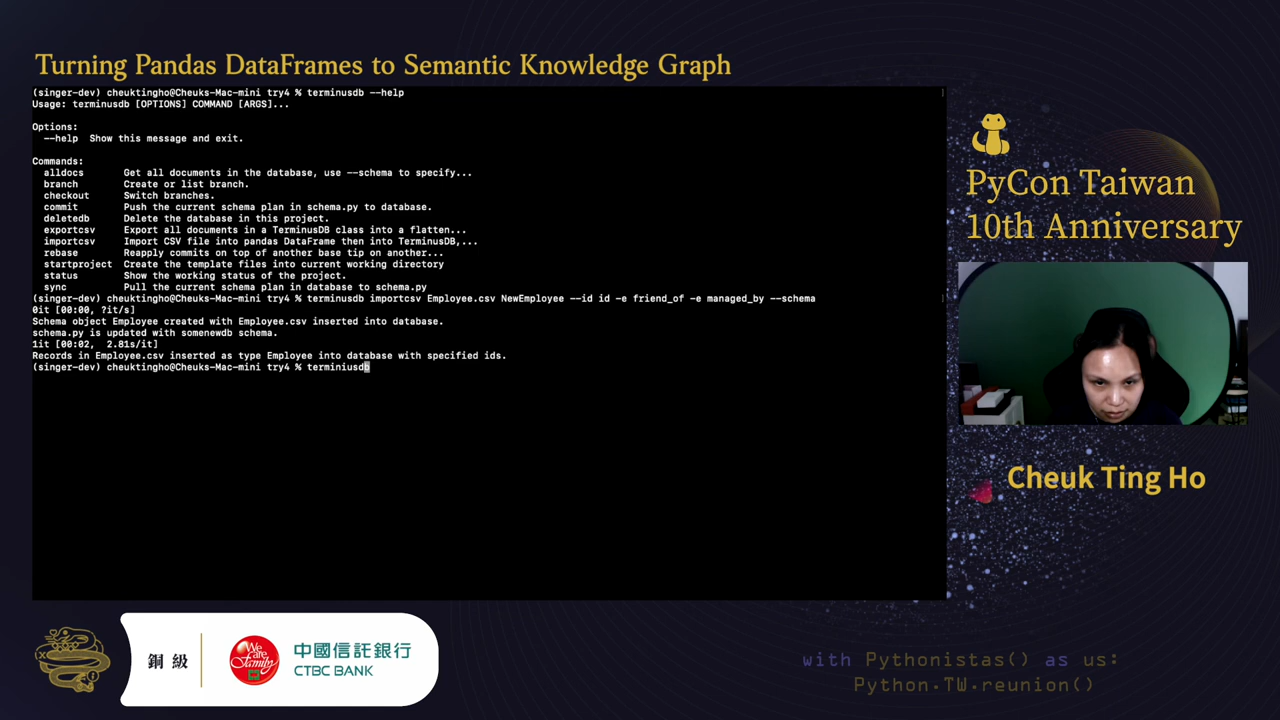 Turning Pandas DataFrames to Semantic Knowledge Graph
(singer-dev) cheuktingho@Cheuks-Mac-mini try4 % terminusdb --help
Usage: terminusdb [OPTIONS] COMMAND [ARGS]...
Options:
--help  Show this message and exit.
Commands:
alldocs       Get all documents in the database, use --schema to specify...
branch        Create or list branch.
checkout      Switch branches.
commit        Push the current schema plan in schema.py to database.
deletedb      Delete the database in this project.
exportcsv     Export all documents in a TerminusDB class into a flatten...
importcsv     Import CSV file into pandas DataFrame then into TerminusDB,...
rebase        Reapply commits on top of another base tip on another...
startproject  Create the template files into current working directory
status        Show the working status of the project.
sync          Pull the current schema plan in database to schema.py
(singer-dev) cheuktingho@Cheuks-Mac-mini try4 % terminusdb importcsv Employee.csv NewEmployee --id id -e friend_of -e managed_by --schema
0it [00:00, ?it/s]
Schema object Employee created with Employee.csv inserted into database.
schema.py is updated with somenewdb schema.
1it [00:02,  2.81s/it]
Records in Employee.csv inserted as type Employee into database with specified ids.
(singer-dev) cheuktingho@Cheuks-Mac-mini try4 % terminiusdb
PyCon Taiwan
10th Anniversary
Cheuk Ting Ho
銅級
We are Family
中國信託銀行
CTBC BANK
with Pythonistas() as us:
Python.TW.reunion()